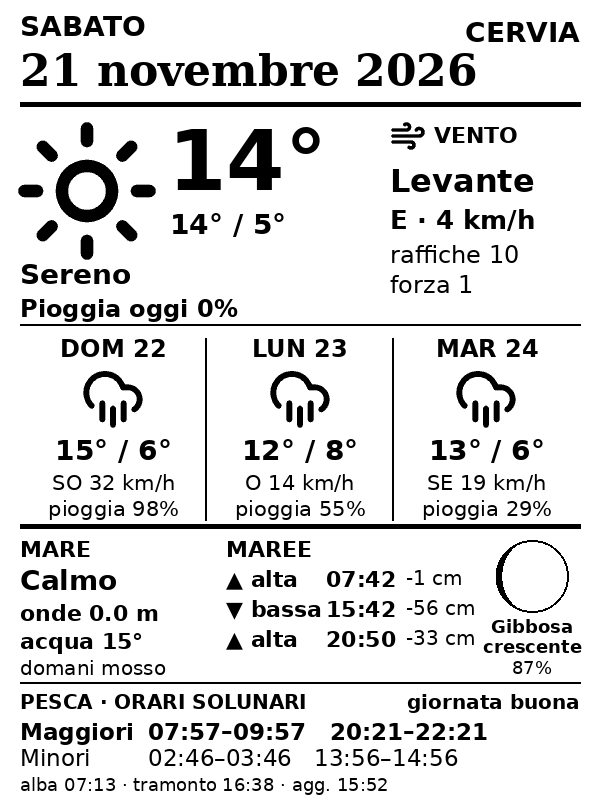 SABATO
CERVIA
21 novembre 2026
14°
14° / 5°
Sereno
Pioggia oggi 0%
VENTO
Levante
E · 4 km/h
raffiche 10
forza 1
DOM 22
15° / 6°
SO 32 km/h
pioggia 98%
LUN 23
12° / 8°
O 14 km/h
pioggia 55%
MAR 24
13° / 6°
SE 19 km/h
pioggia 29%
MARE
Calmo
onde 0.0 m
acqua 15°
domani mosso
MAREE
▲ alta 07:42 -1 cm
▼ bassa 15:42 -56 cm
▲ alta 20:50 -33 cm
Gibbosa
crescente
87%
PESCA · ORARI SOLUNARI giornata buona
Maggiori 07:57–09:57 20:21–22:21
Minori 02:46–03:46 13:56–14:56
alba 07:13 · tramonto 16:38 · agg. 15:52